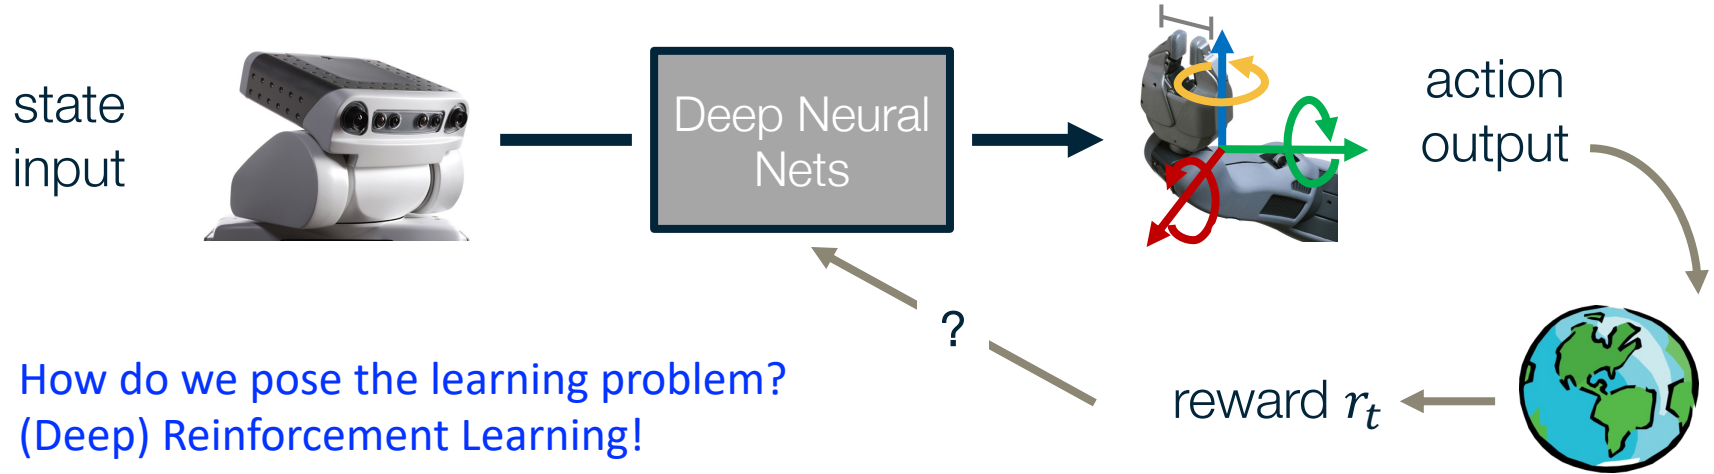 state
input
Deep Neural
Nets
action
output
?
reward r_t
How do we pose the learning problem?
(Deep) Reinforcement Learning!